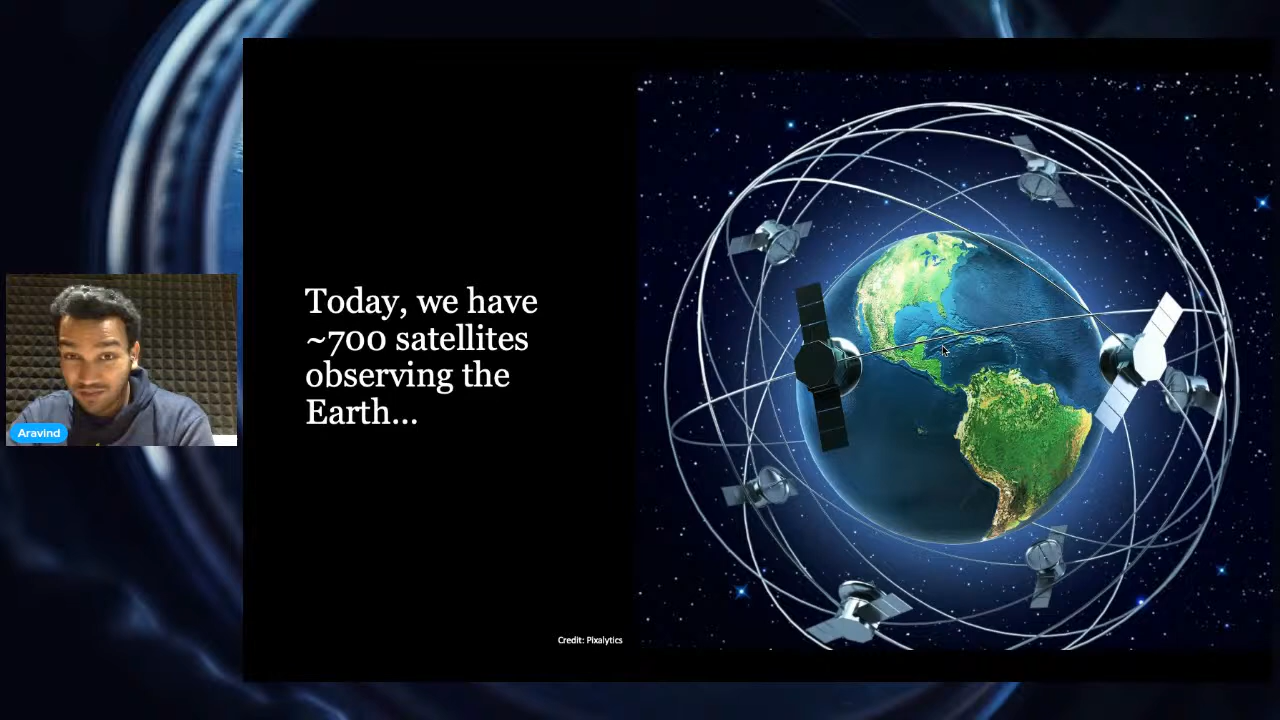 Today, we have
~700 satellites
observing the
Earth...
Aravind
Credit: Pixalytics